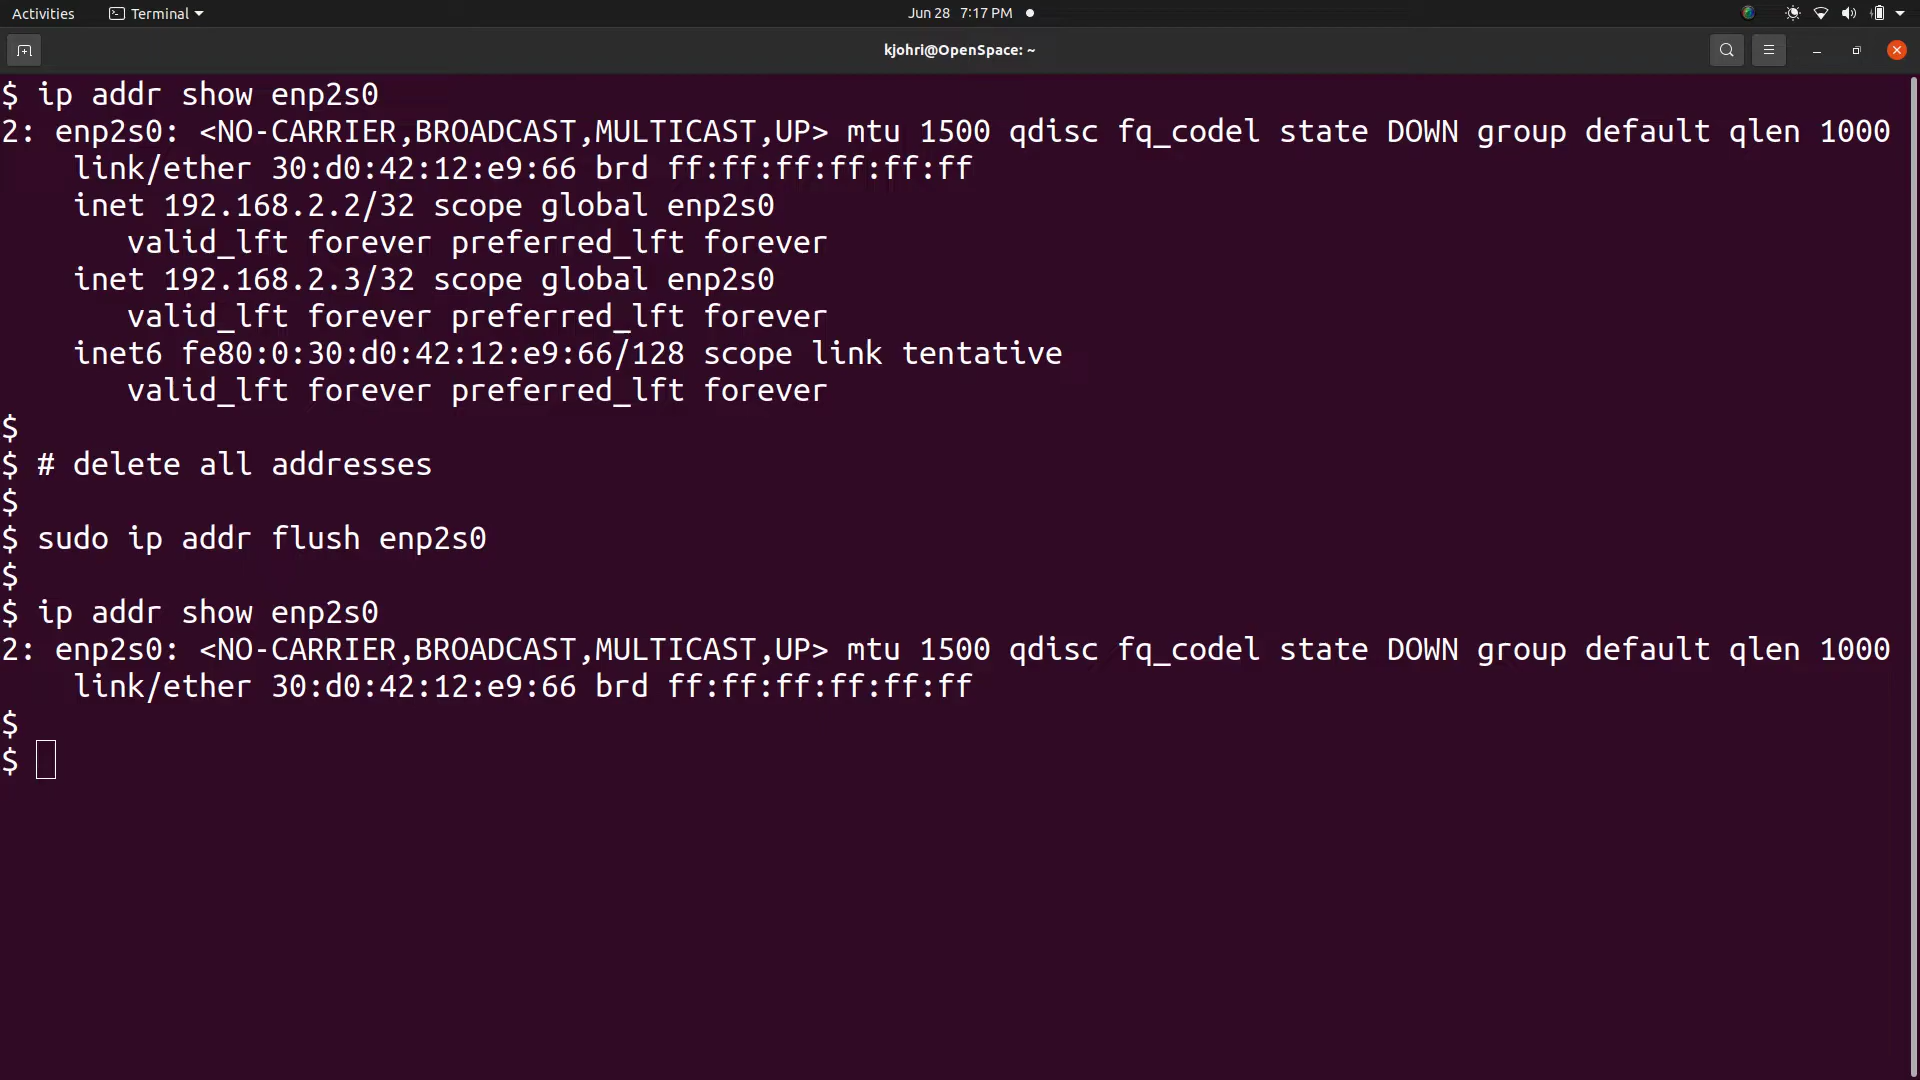 Activities Terminal Jun 28 7:17 PM
kjohri@OpenSpace: ~
$ ip addr show enp2s0
2: enp2s0: <NO-CARRIER,BROADCAST,MULTICAST,UP> mtu 1500 qdisc fq_codel state DOWN group default qlen 1000
    link/ether 30:d0:42:12:e9:66 brd ff:ff:ff:ff:ff:ff
    inet 192.168.2.2/32 scope global enp2s0
       valid_lft forever preferred_lft forever
    inet 192.168.2.3/32 scope global enp2s0
       valid_lft forever preferred_lft forever
    inet6 fe80:0:30:d0:42:12:e9:66/128 scope link tentative
       valid_lft forever preferred_lft forever
$
$ # delete all addresses
$
$ sudo ip addr flush enp2s0
$
$ ip addr show enp2s0
2: enp2s0: <NO-CARRIER,BROADCAST,MULTICAST,UP> mtu 1500 qdisc fq_codel state DOWN group default qlen 1000
    link/ether 30:d0:42:12:e9:66 brd ff:ff:ff:ff:ff:ff
$
$